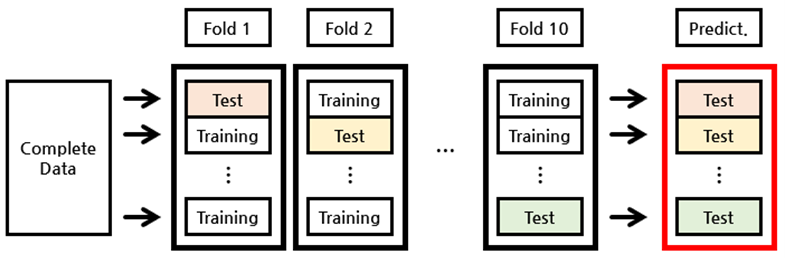 Fold 1
Fold 2
Fold 10
Predict.
Complete
Data
Test
Training
Training
Test
Training
Test
Training
Training
Test
...
⋮
⋮
⋮
⋮
Training
Training
Test
Test